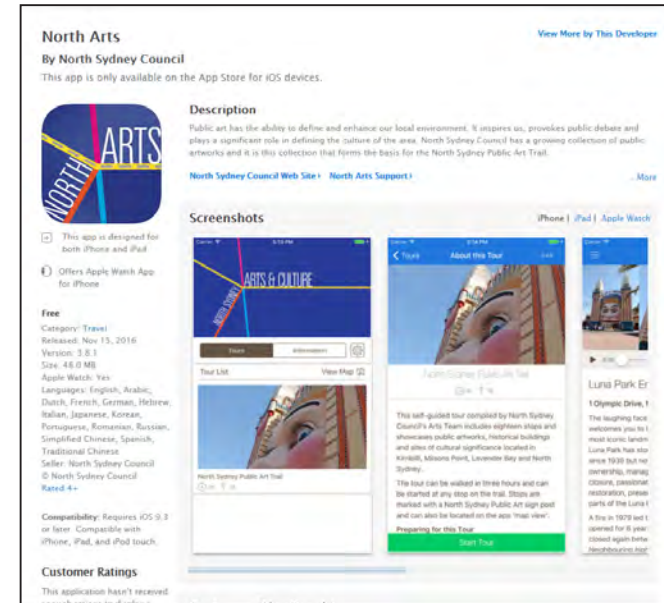 North Arts
View More by This Developer
By North Sydney Council
This app is only available on the App Store for iOS devices.
NORTH
ARTS
Description
Public art has the ability to define and enhance our local environment. It inspires us, provokes public debate and
plays a significant role in defining the culture of the area. North Sydney Council has a growing collection of public
artworks and it is this collection that forms the basis for the North Sydney Public Art Trail.
North Sydney Council Web Site› North Arts Support›
...More
This app is designed for
both iPhone and iPad
Offers Apple Watch App
for iPhone
Free
Category: Travel
Released: Nov 15, 2016
Version: 3.8.1
Size: 46.0 MB
Apple Watch: Yes
Languages: English, Arabic,
Dutch, French, German, Hebrew,
Italian, Japanese, Korean,
Portuguese, Romanian, Russian,
Simplified Chinese, Spanish,
Traditional Chinese
Seller: North Sydney Council
© North Sydney Council
Rated 4+
Compatibility: Requires iOS 9.3
or later. Compatible with
iPhone, iPad, and iPod touch.
Customer Ratings
This application hasn't received
Screenshots
iPhone | iPad | Apple Watch
NORTH SYDNEY
ARTS & CULTURE
Tours
Information
Tour List
View Map
North Sydney Public Art Trail
Tours
About this Tour
North Sydney Public Art Trail
This self-guided tour compiled by North Sydney
Council's Arts Team includes eighteen stops and
showcases public artworks, historical buildings
and sites of cultural significance located in
Kirribilli, Milsons Point, Lavender Bay and North
Sydney.
The tour can be walked in three hours and can
be started at any stop on the trail. Stops are
marked with a North Sydney Public Art sign post
and can also be located on the app 'map view'.
Preparing for this Tour
Start Tour
Luna Park En
1 Olympic Drive,
The laughing face
welcomes you to
most iconic landm
Luna Park has sto
since 1930 but
ownership, manag
closure, passionat
restoration, prese
parts of the Luna
A fire in 1979 led
opened for 8 year
closed again